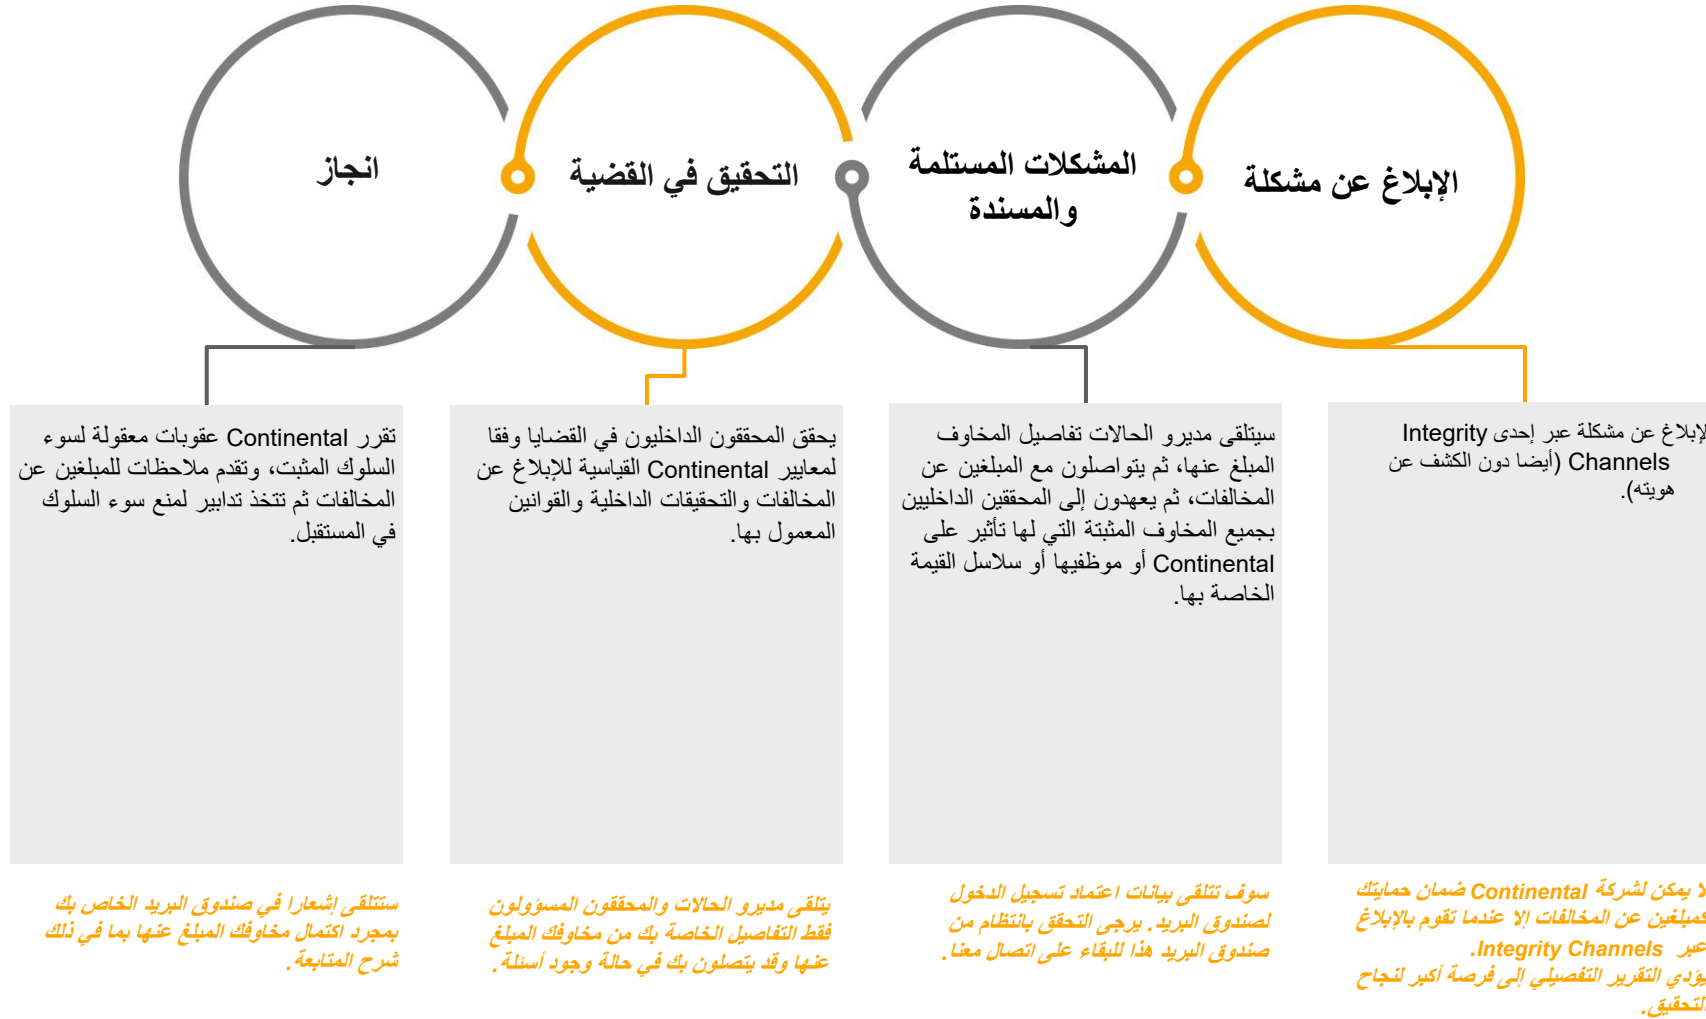 الإبلاغ عن مشكلة
المشكلات المستلمة
والمسندة
التحقيق في القضية
انجاز
لإبلاغ عن مشكلة عبر إحدى Integrity
Channels (أيضا دون الكشف عن
هويته).
سيتلقى مديرو الحالات تفاصيل المخاوف
المبلغ عنها، ثم يتواصلون مع المبلغين عن
المخالفات، ثم يعهدون إلى المحققين الداخليين
بجميع المخاوف المثبتة التي لها تأثير على
Continental أو موظفيها أو سلاسل القيمة
الخاصة بها.
يحقق المحققون الداخليون في القضايا وفقا
لمعايير Continental القياسية للإبلاغ عن
المخالفات والتحقيقات الداخلية والقوانين
المعمول بها.
تقرر Continental عقوبات معقولة لسوء
السلوك المثبت، وتقدم ملاحظات للمبلغين عن
المخالفات ثم تتخذ تدابير لمنع سوء السلوك
في المستقبل.
لا يمكن لشركة Continental ضمان حمايتك
كمبلغين عن المخالفات إلا عندما تقوم بالإبلاغ
عبر Integrity Channels.
يؤدي التقرير التفصيلي إلى فرصة أكبر لنجاح
التحقيق.
سوف تتلقى بيانات اعتماد تسجيل الدخول
لصندوق البريد. يرجى التحقق بانتظام من
صندوق البريد هذا للبقاء على اتصال معنا.
يتلقى مديرو الحالات والمحققون المسؤولون
فقط التفاصيل الخاصة بك من مخاوفك المبلغ
عنها وقد يتصلون بك في حالة وجود أسئلة.
ستتلقى إشعارا في صندوق البريد الخاص بك
بمجرد اكتمال مخاوفك المبلغ عنها بما في ذلك
شرح المتابعة.